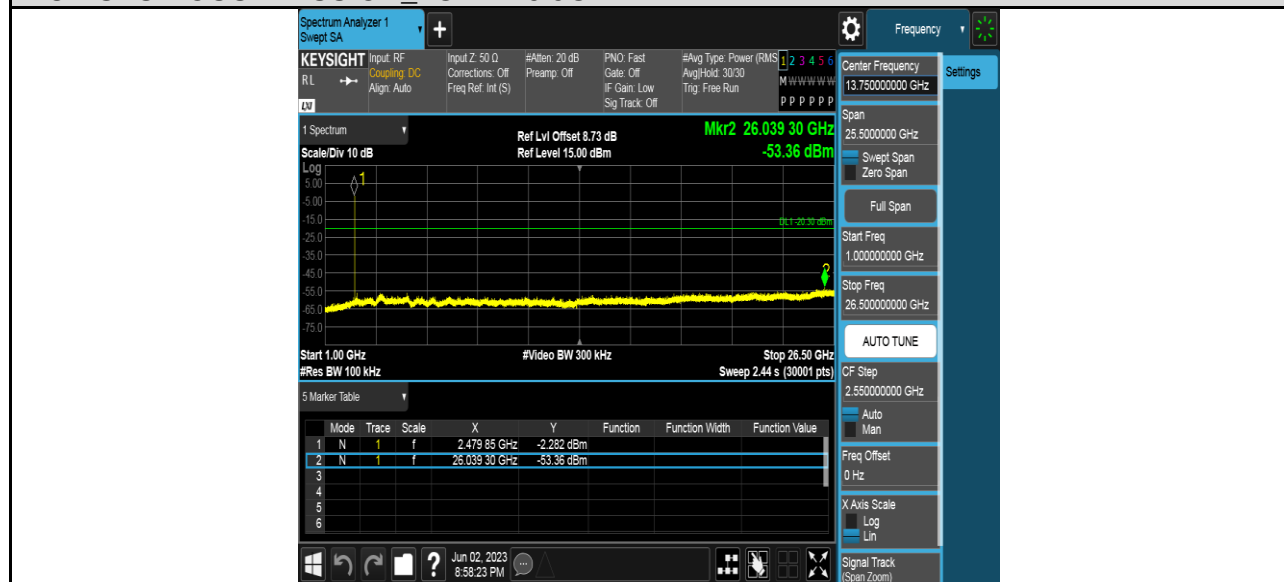 Spectrum Analyzer 1
Swept SA
+
Frequency
KEYSIGHT
RL
LXI
Input: RF
Coupling: DC
Align: Auto
Input Z: 50 Ω
Corrections: Off
Freq Ref: Int (S)
#Atten: 20 dB
Preamp: Off
PNO: Fast
Gate: Off
IF Gain: Low
Sig Track: Off
#Avg Type: Power (RMS
Avg|Hold: 30/30
Trig: Free Run
1 2 3 4 5 6
M W W W W W
P P P P P P
Center Frequency
13.750000000 GHz
Settings
1 Spectrum
Scale/Div 10 dB
Ref Lvl Offset 8.73 dB
Ref Level 15.00 dBm
Mkr2 26.039 30 GHz
-53.36 dBm
Span
25.5000000 GHz
Swept Span
Zero Span
Full Span
Start Freq
1.000000000 GHz
Stop Freq
26.500000000 GHz
AUTO TUNE
CF Step
2.550000000 GHz
Auto
Man
Freq Offset
0 Hz
X Axis Scale
Log
Lin
Signal Track
(Span Zoom)
Log
5.00
-5.00
-15.0
-25.0
-35.0
-45.0
-55.0
-65.0
-75.0
1
DL1 -20.30 dBm
2
Start 1.00 GHz
#Video BW 300 kHz
Stop 26.50 GHz
#Res BW 100 kHz
Sweep 2.44 s (30001 pts)
5 Marker Table
Mode Trace Scale X Y Function Function Width Function Value
1 N 1 f 2.479 85 GHz -2.282 dBm
2 N 1 f 26.039 30 GHz -53.36 dBm
3
4
5
6
?
Jun 02, 2023
8:58:23 PM